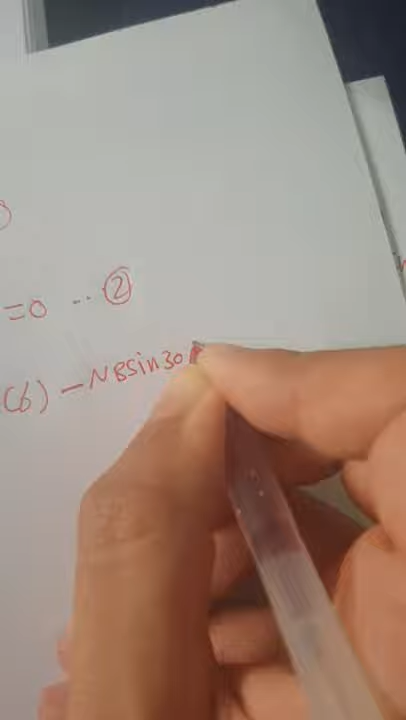 =0 .. ②
(6) – NBsin30